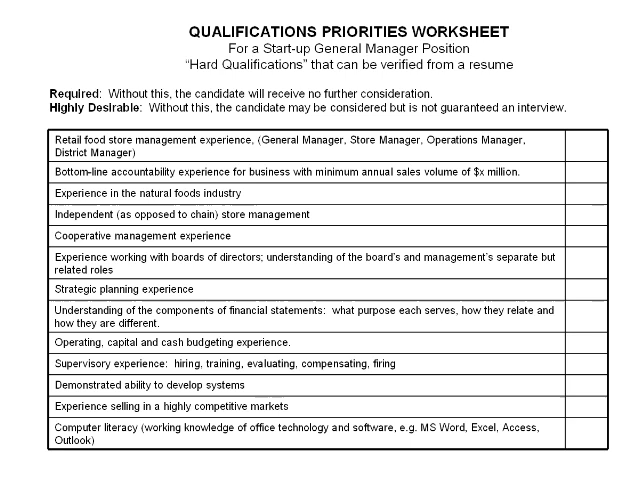 QUALIFICATIONS PRIORITIES WORKSHEET
For a Start-up General Manager Position
“Hard Qualifications” that can be verified from a resume
Required:  Without this, the candidate will receive no further consideration.
Highly Desirable:  Without this, the candidate may be considered but is not guaranteed an interview.
Retail food store management experience, (General Manager, Store Manager, Operations Manager,
District Manager)
Bottom-line accountability experience for business with minimum annual sales volume of $x million.
Experience in the natural foods industry
Independent (as opposed to chain) store management
Cooperative management experience
Experience working with boards of directors; understanding of the board’s and management’s separate but
related roles
Strategic planning experience
Understanding of the components of financial statements:  what purpose each serves, how they relate and
how they are different.
Operating, capital and cash budgeting experience.
Supervisory experience:  hiring, training, evaluating, compensating, firing
Demonstrated ability to develop systems
Experience selling in a highly competitive markets
Computer literacy (working knowledge of office technology and software, e.g. MS Word, Excel, Access,
Outlook)